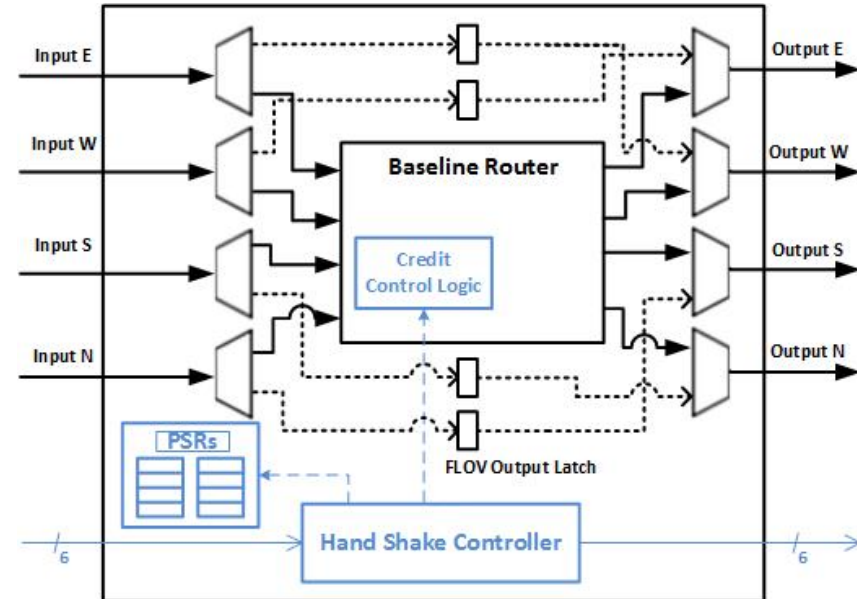 Input E
Output E
Input W
Output W
Baseline Router
Input S
Output S
Credit
Control Logic
Input N
Output N
PSRs
FLOV Output Latch
Hand Shake Controller
6
6